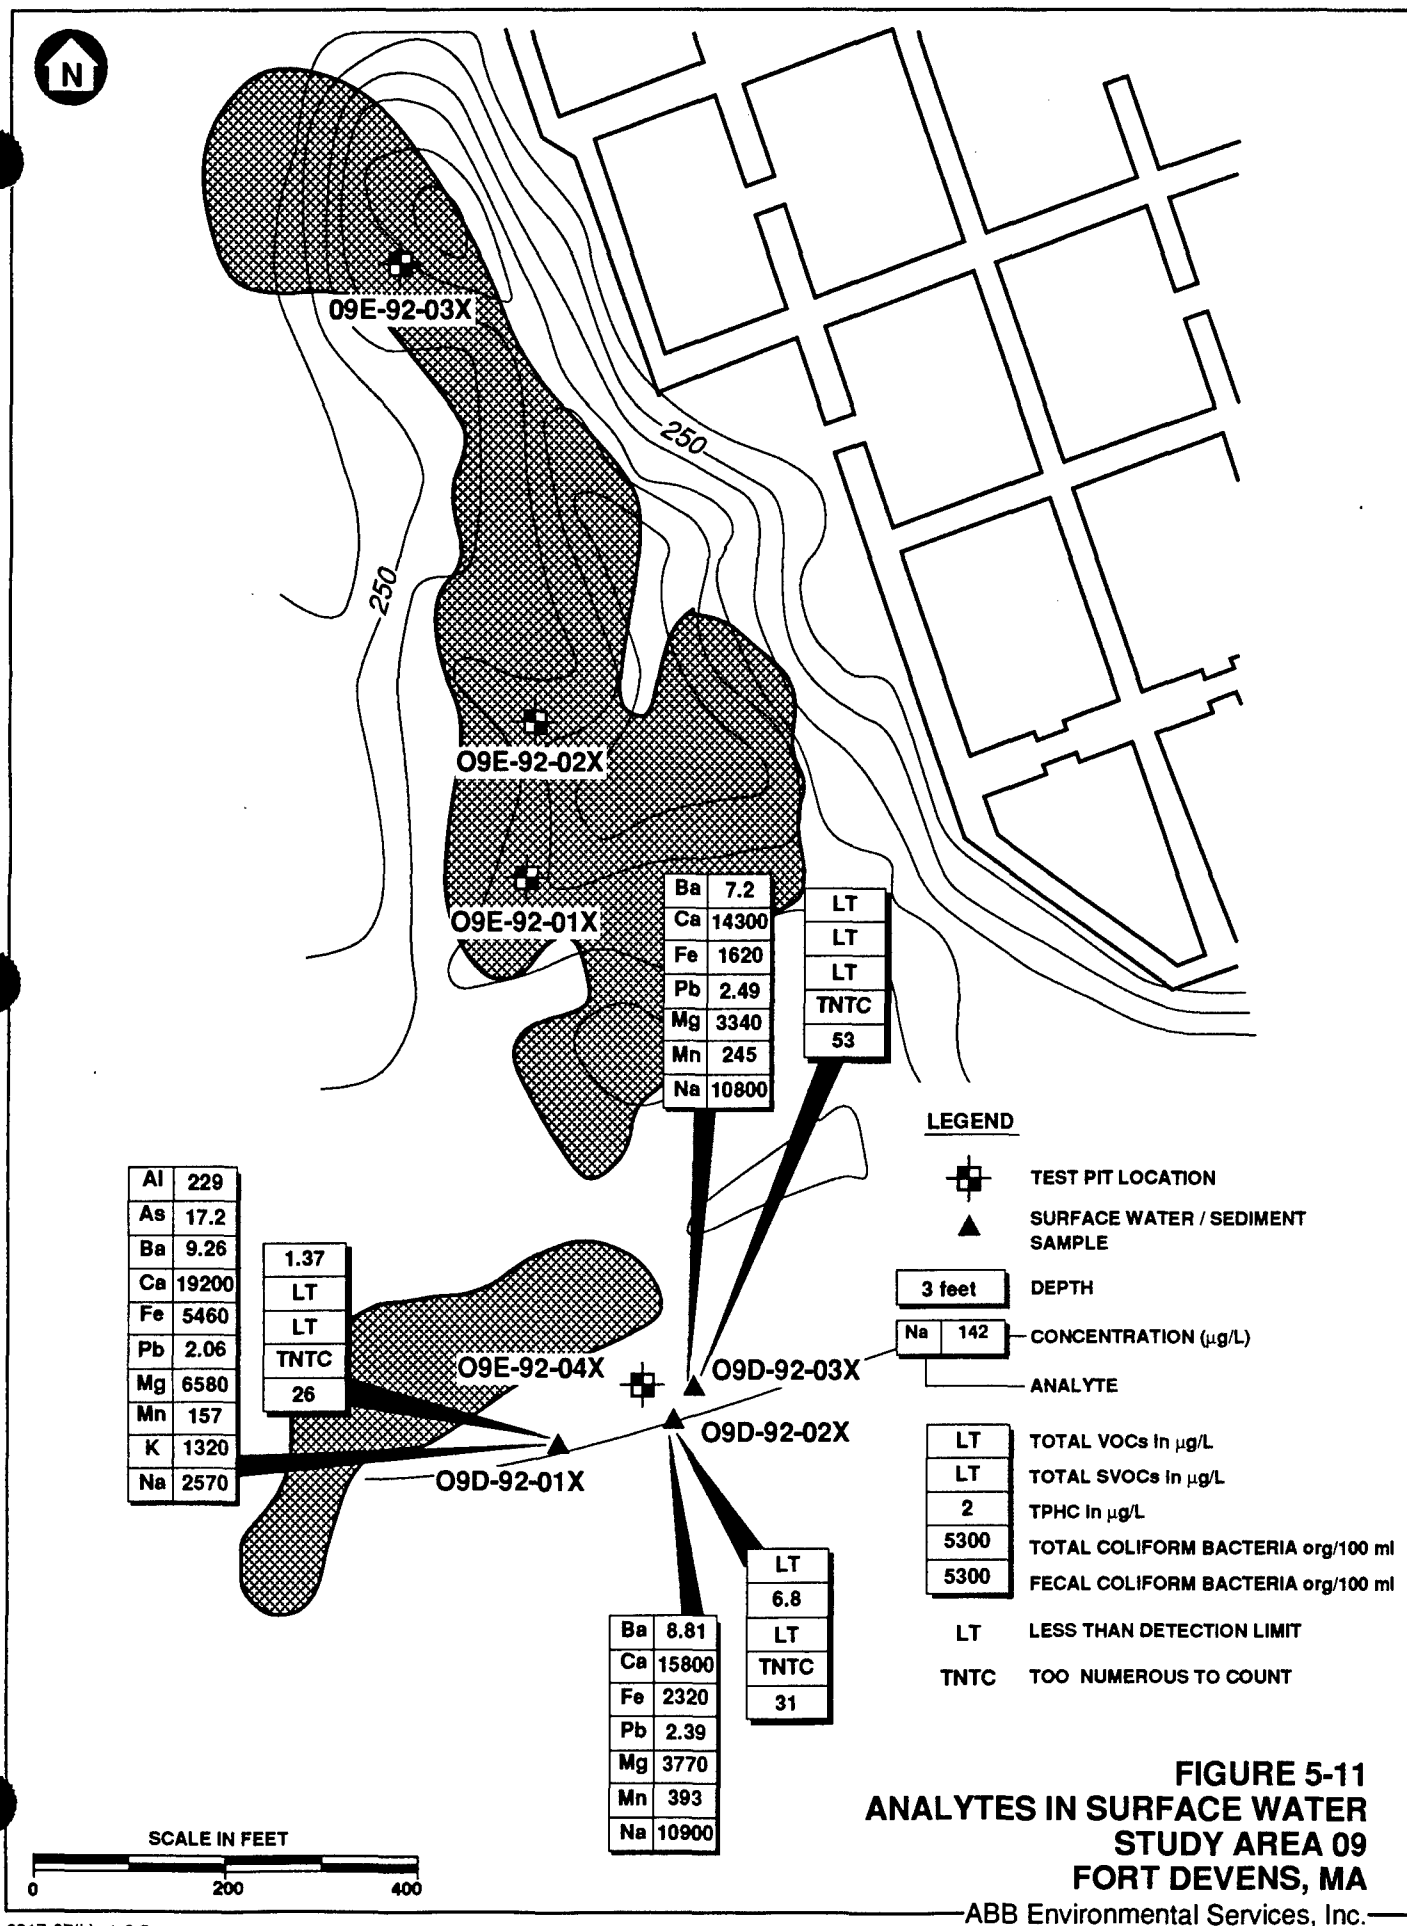 N
09E-92-03X
250
250
O9E-92-02X
O9E-92-01X
Ba 7.2
Ca 14300
Fe 1620
Pb 2.49
Mg 3340
Mn 245
Na 10800
LT
LT
LT
TNTC
53
Al 229
As 17.2
Ba 9.26
Ca 19200
Fe 5460
Pb 2.06
Mg 6580
Mn 157
K 1320
Na 2570
1.37
LT
LT
TNTC
26
O9E-92-04X
O9D-92-03X
O9D-92-02X
O9D-92-01X
Ba 8.81
Ca 15800
Fe 2320
Pb 2.39
Mg 3770
Mn 393
Na 10900
LT
6.8
LT
TNTC
31
LEGEND
TEST PIT LOCATION
SURFACE WATER / SEDIMENT
SAMPLE
3 feet DEPTH
Na 142 CONCENTRATION (µg/L)
ANALYTE
LT TOTAL VOCs in µg/L
LT TOTAL SVOCs in µg/L
2 TPHC in µg/L
5300 TOTAL COLIFORM BACTERIA org/100 ml
5300 FECAL COLIFORM BACTERIA org/100 ml
LT LESS THAN DETECTION LIMIT
TNTC TOO NUMEROUS TO COUNT
SCALE IN FEET
0 200 400
FIGURE 5-11
ANALYTES IN SURFACE WATER
STUDY AREA 09
FORT DEVENS, MA
ABB Environmental Services, Inc.